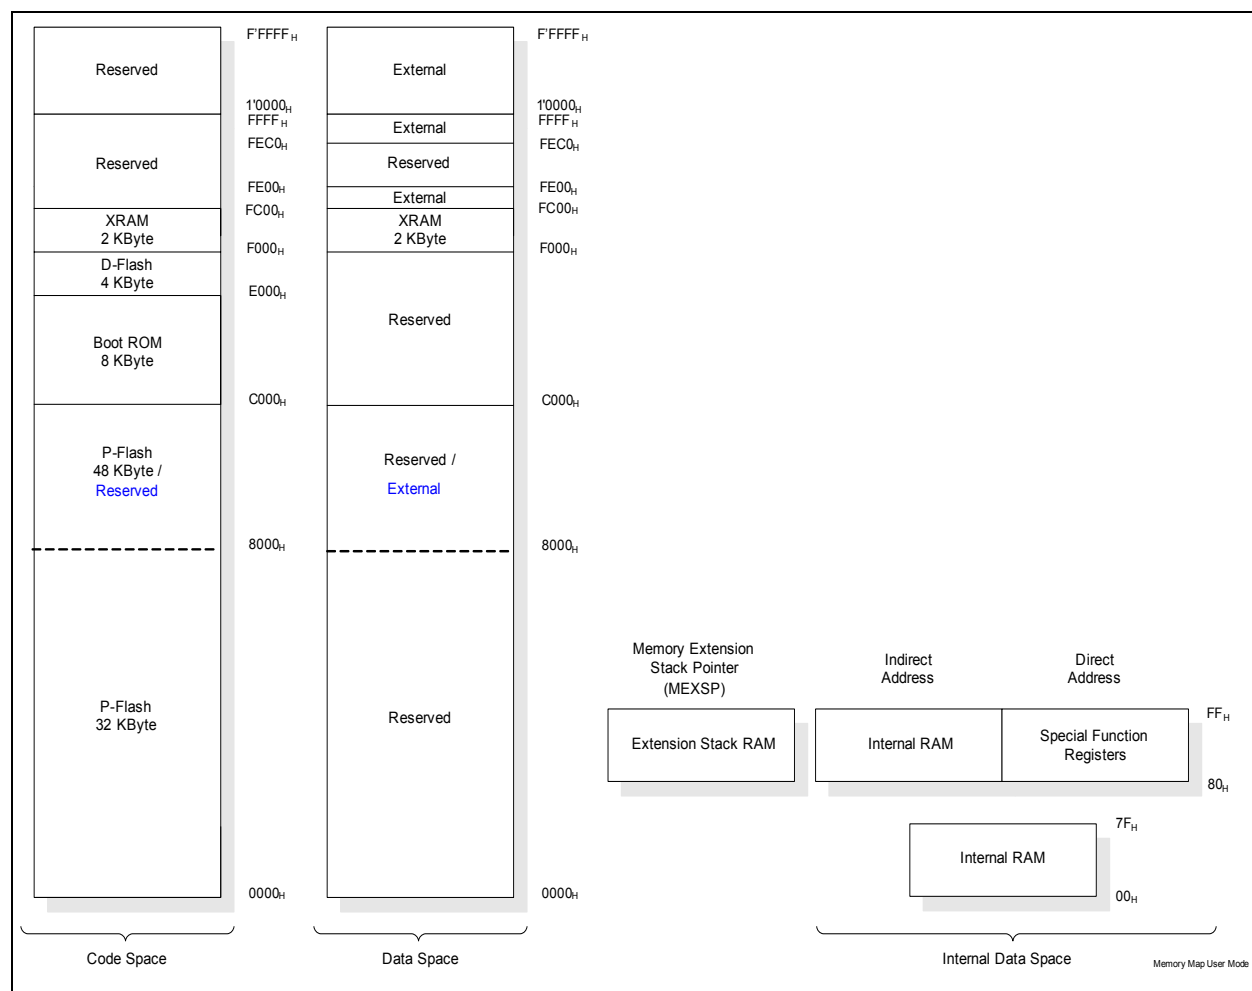 F'FFFF H
F'FFFF H
Reserved
External
1'0000H
1'0000H
FFFF H
FFFF H
External
FEC0H
FEC0H
Reserved
Reserved
FE00H
FE00H
External
FC00H
FC00H
XRAM
2 KByte
XRAM
2 KByte
F000H
F000H
D-Flash
4 KByte
E000H
Reserved
Boot ROM
8 KByte
C000H
C000H
P-Flash
48 KByte /
Reserved
Reserved /
External
8000H
8000H
Memory Extension
Stack Pointer
(MEXSP)
Indirect
Address
Direct
Address
P-Flash
32 KByte
Reserved
FFH
Extension Stack RAM
Internal RAM
Special Function
Registers
80H
7FH
Internal RAM
0000H
0000H
00H
Code Space
Data Space
Internal Data Space
Memory Map User Mode